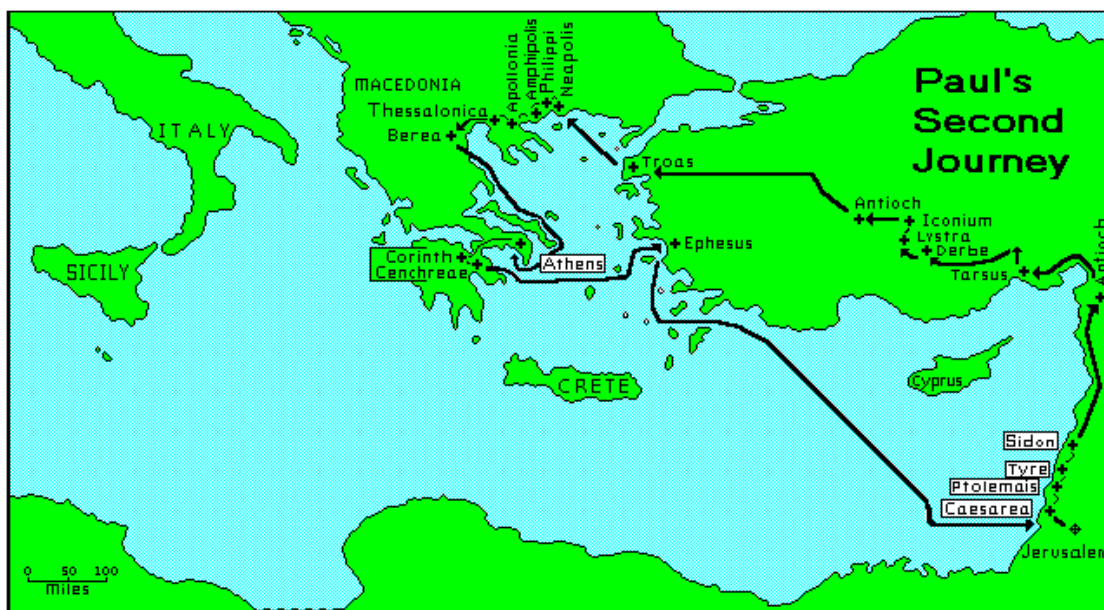 Paul's
Second
Journey
MACEDONIA
Apollonia
Amphipolis
Philippi
Neapolis
Thessalonica
Berea
ITALY
Troas
Antioch
Iconium
Lystra
Derbe
Tarsus
Antioch
Ephesus
Corinth
Cenchreae
Athens
SICILY
CRETE
Cyprus
Sidon
Tyre
Ptolemais
Caesarea
Jerusalem
0 50 100
Miles